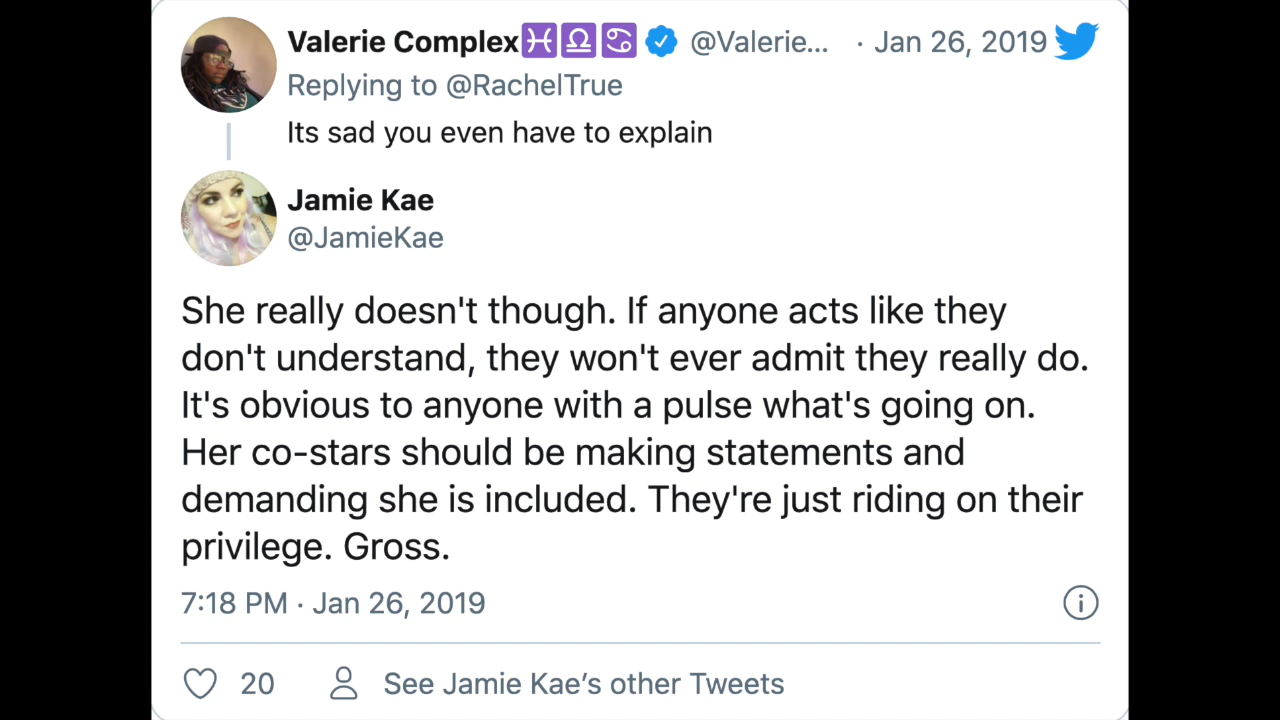 Valerie Complex♓♎♋ @Valerie... · Jan 26, 2019
Replying to @RachelTrue
Its sad you even have to explain
Jamie Kae
@JamieKae
She really doesn't though. If anyone acts like they
don't understand, they won't ever admit they really do.
It's obvious to anyone with a pulse what's going on.
Her co-stars should be making statements and
demanding she is included. They're just riding on their
privilege. Gross.
7:18 PM · Jan 26, 2019
20 See Jamie Kae's other Tweets